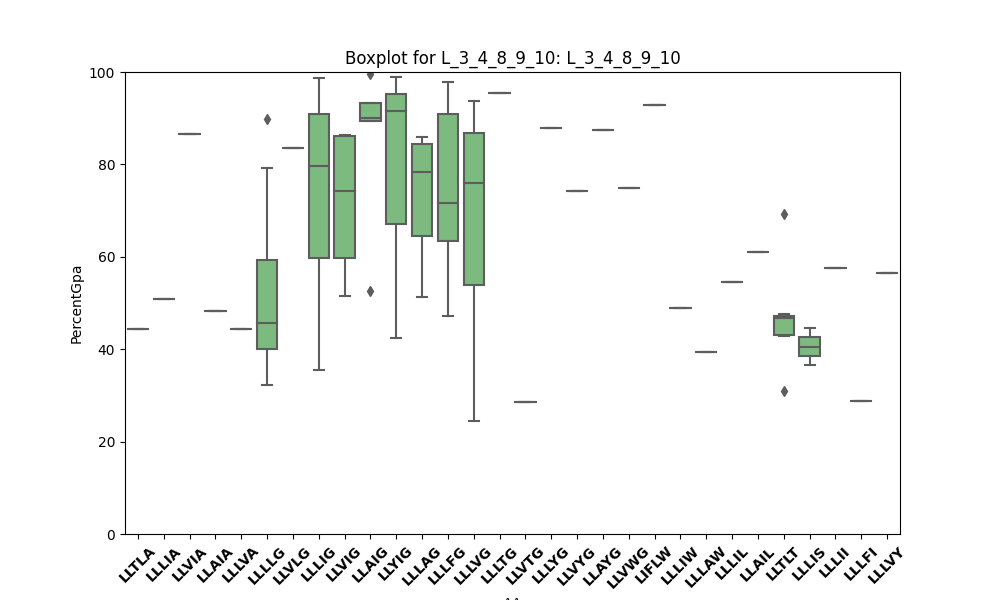 Boxplot for L_3_4_8_9_10: L_3_4_8_9_10
100
80
60
40
20
0
PercentGpa
LLTLA
LLLIA
LLVIA
LLAIA
LLLVA
LLLLG
LLVLG
LLLIG
LLVIG
LLAIG
LLYIG
LLLAG
LLLFG
LLLVG
LLLTG
LLVTG
LLLYG
LLVYG
LLAYG
LLVWG
LIFLW
LLLIW
LLLAW
LLLIL
LLAIL
LLTLT
LLLIS
LLLII
LLLFI
LLLVY